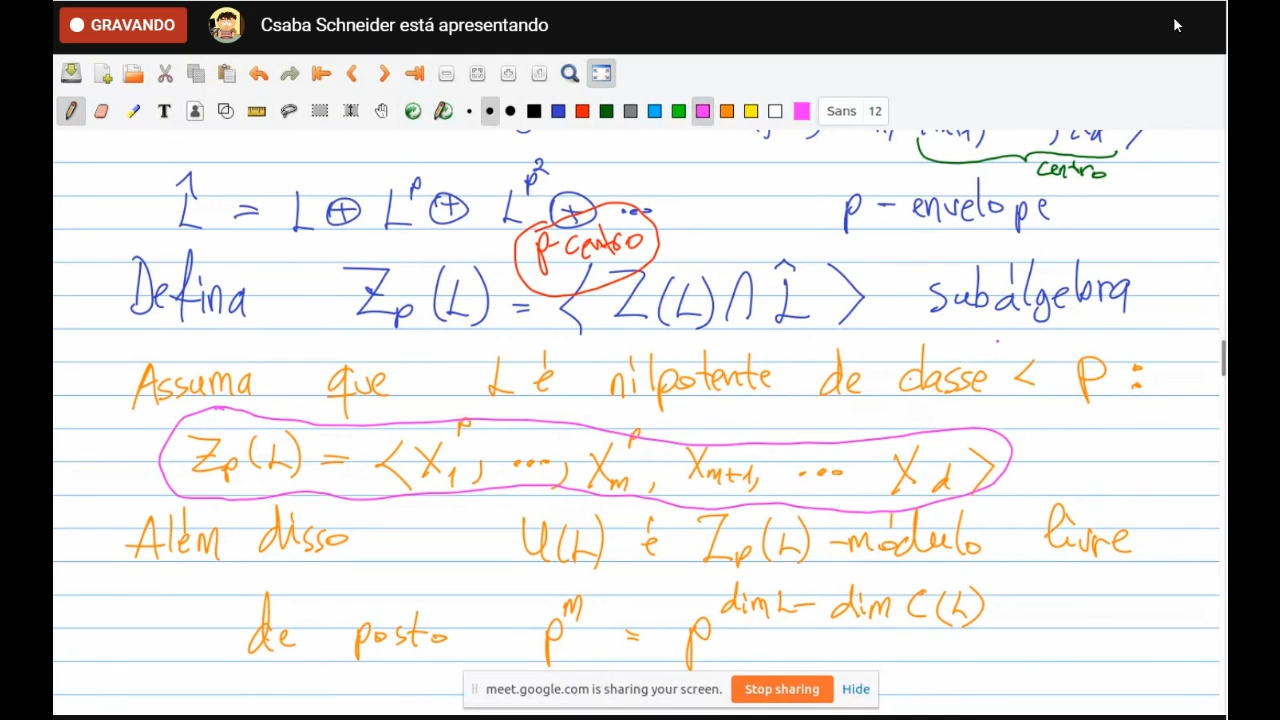 GRAVANDO Csaba Schneider está apresentando
T Sans 12
centro
L̂ = L ⊕ L^p ⊕ L^{p^2} ⊕ ... p-envelope
p-centro
Defina Z_p(L) = < Z(L) ∩ L̂ > subálgebra
Assuma que L é nilpotente de classe < p:
Z_p(L) = < X_1^p, ..., X_m^p, X_{m+1}, ... X_d >
Além disso U(L) é Z_p(L)-módulo livre
de posto p^m = p^{dim L - dim C(L)}
meet.google.com is sharing your screen. Stop sharing Hide